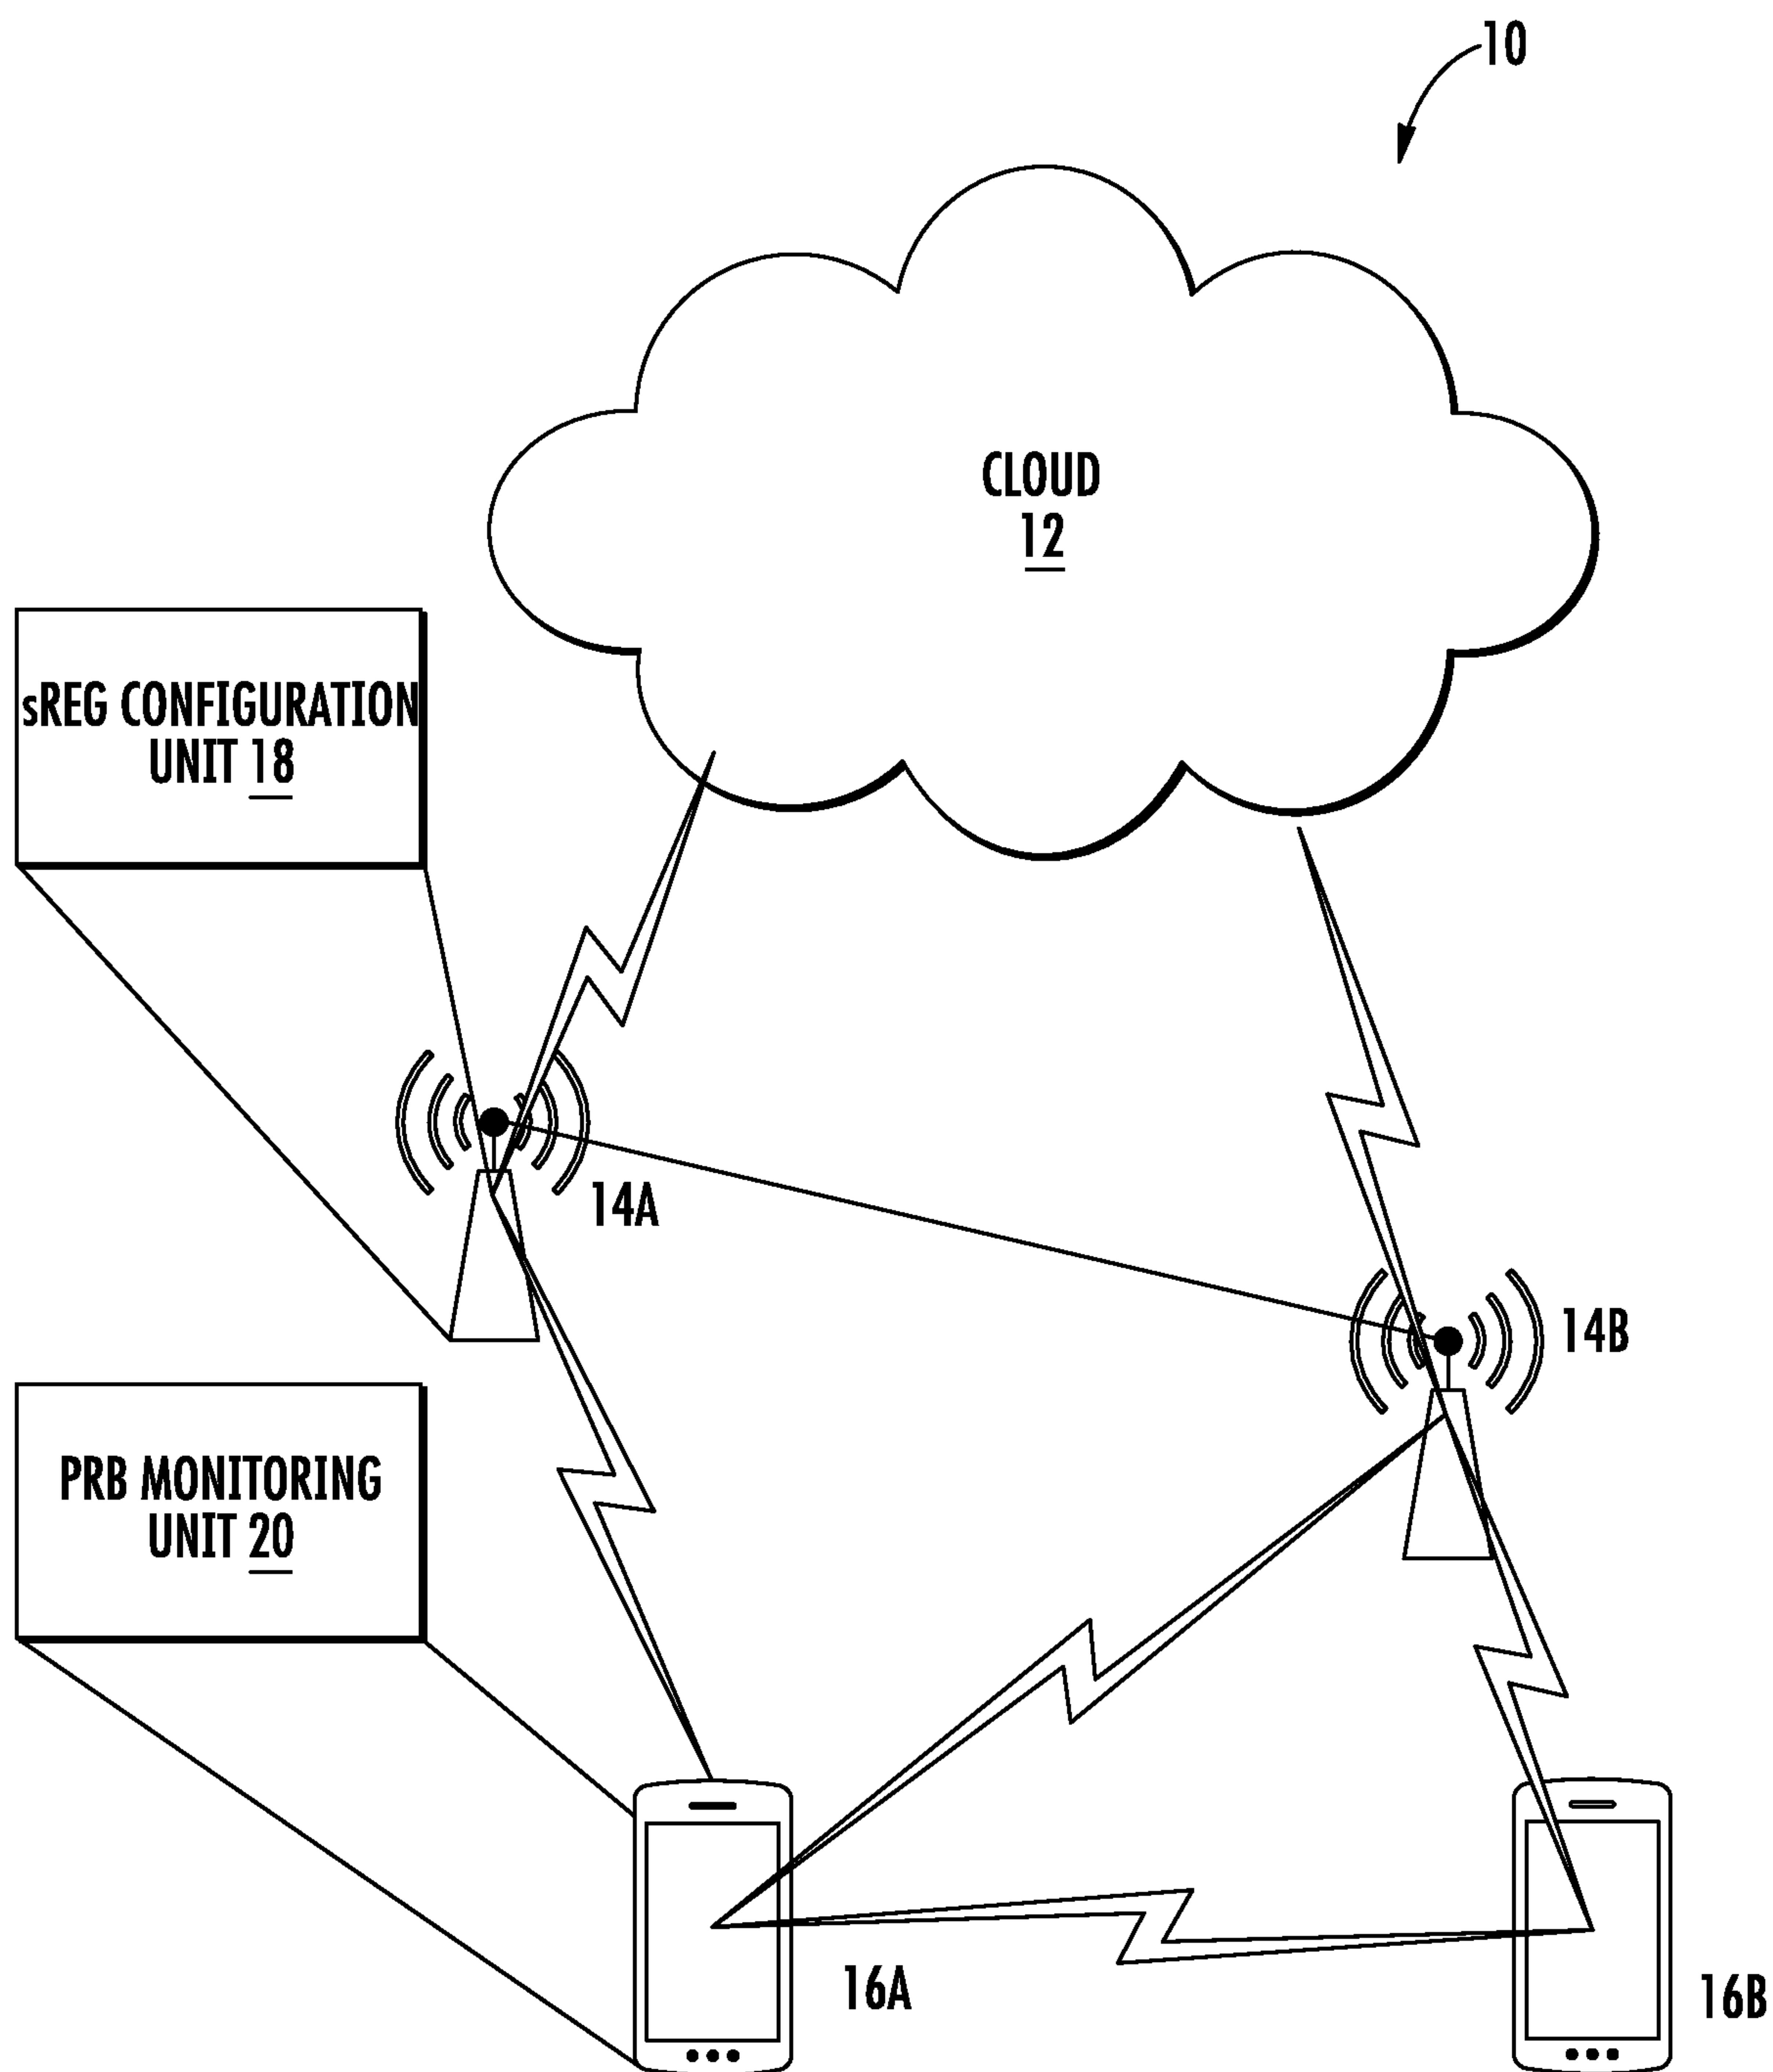 10
CLOUD
12
sREG CONFIGURATION
UNIT 18
14A
14B
PRB MONITORING
UNIT 20
16A
16B